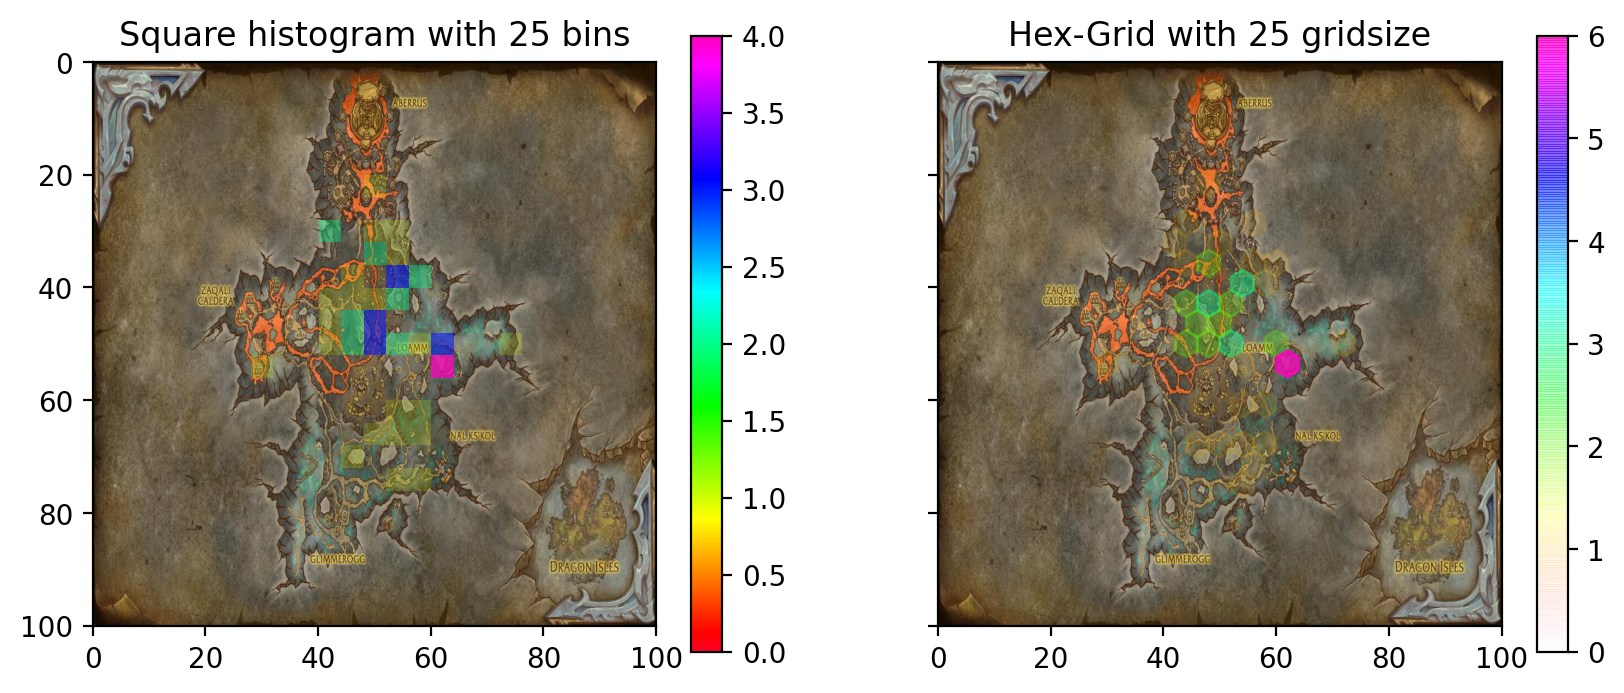 Square histogram with 25 bins
0
20
40
60
80
100
0
20
40
60
80
100
ABERRUS
ZAQALI
CALDERA
LOAMM
NAL KS'KOL
GLIMMEROGG
DRAGON ISLES
4.0
3.5
3.0
2.5
2.0
1.5
1.0
0.5
0.0
Hex-Grid with 25 gridsize
0
20
40
60
80
100
ABERRUS
ZAQALI
CALDERA
LOAMM
NAL KS'KOL
GLIMMEROGG
DRAGON ISLES
6
5
4
3
2
1
0